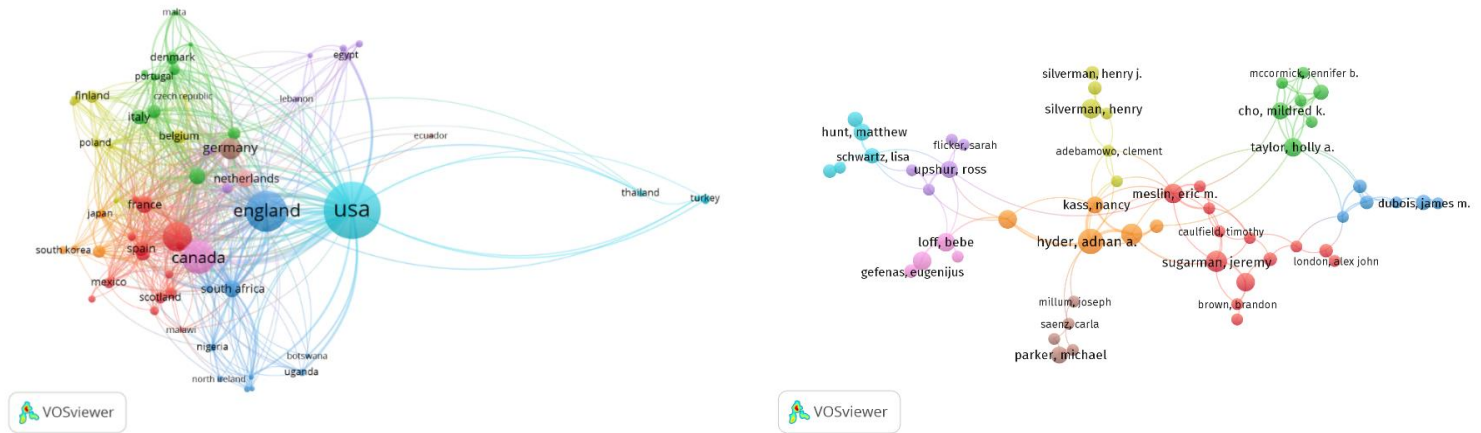 malta
denmark
egypt
portugal
finland
czech republic
lebanon
italy
belgium
ecuador
poland
germany
netherlands
thailand
turkey
france
england
usa
japan
south korea
spain
canada
mexico
scotland
south africa
malawi
nigeria
botswana
uganda
north ireland
VOSviewer
silverman, henry j.
mccormick, jennifer b.
silverman, henry
cho, mildred k.
hunt, matthew
flicker, sarah
schwartz, lisa
adebamowo, clement
taylor, holly a.
upshur, ross
meslin, eric m.
kass, nancy
dubois, james m.
caulfield, timothy
loff, bebe
hyder, adnan a.
sugarman, jeremy
london, alex john
gefenas, eugenijus
millum, joseph
brown, brandon
saenz, carla
parker, michael
VOSviewer